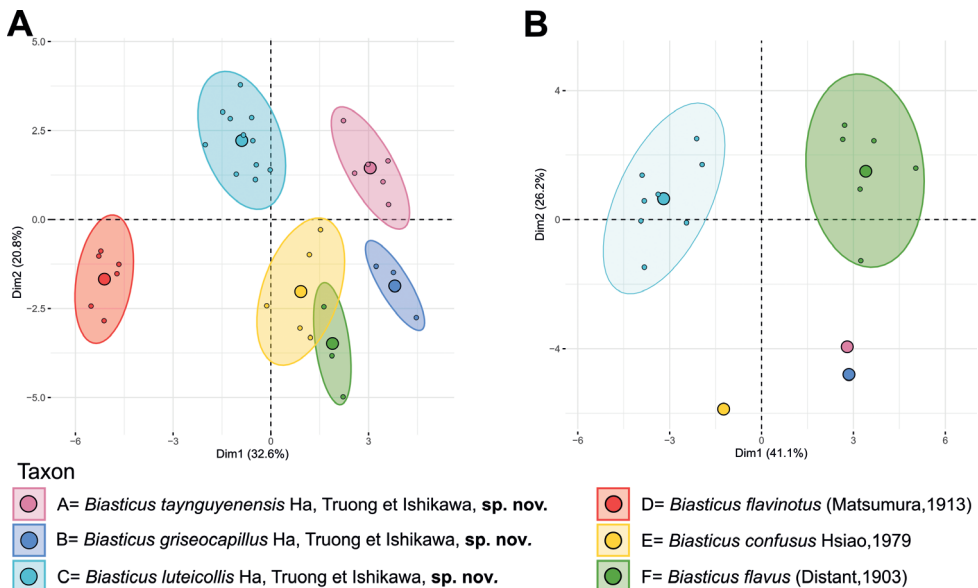 A
B
5.0
2.5
0.0
-2.5
-5.0
Dim2 (20.8%)
-6
-3
0
3
Dim1 (32.6%)
4
0
-4
Dim2 (26.2%)
-6
-3
0
3
6
Dim1 (41.1%)
Taxon
A= Biasticus taynguyenensis Ha, Truong et Ishikawa, sp. nov.
B= Biasticus griseocapillus Ha, Truong et Ishikawa, sp. nov.
C= Biasticus luteicollis Ha, Truong et Ishikawa, sp. nov.
D= Biasticus flavinotus (Matsumura,1913)
E= Biasticus confusus Hsiao,1979
F= Biasticus flavus (Distant,1903)